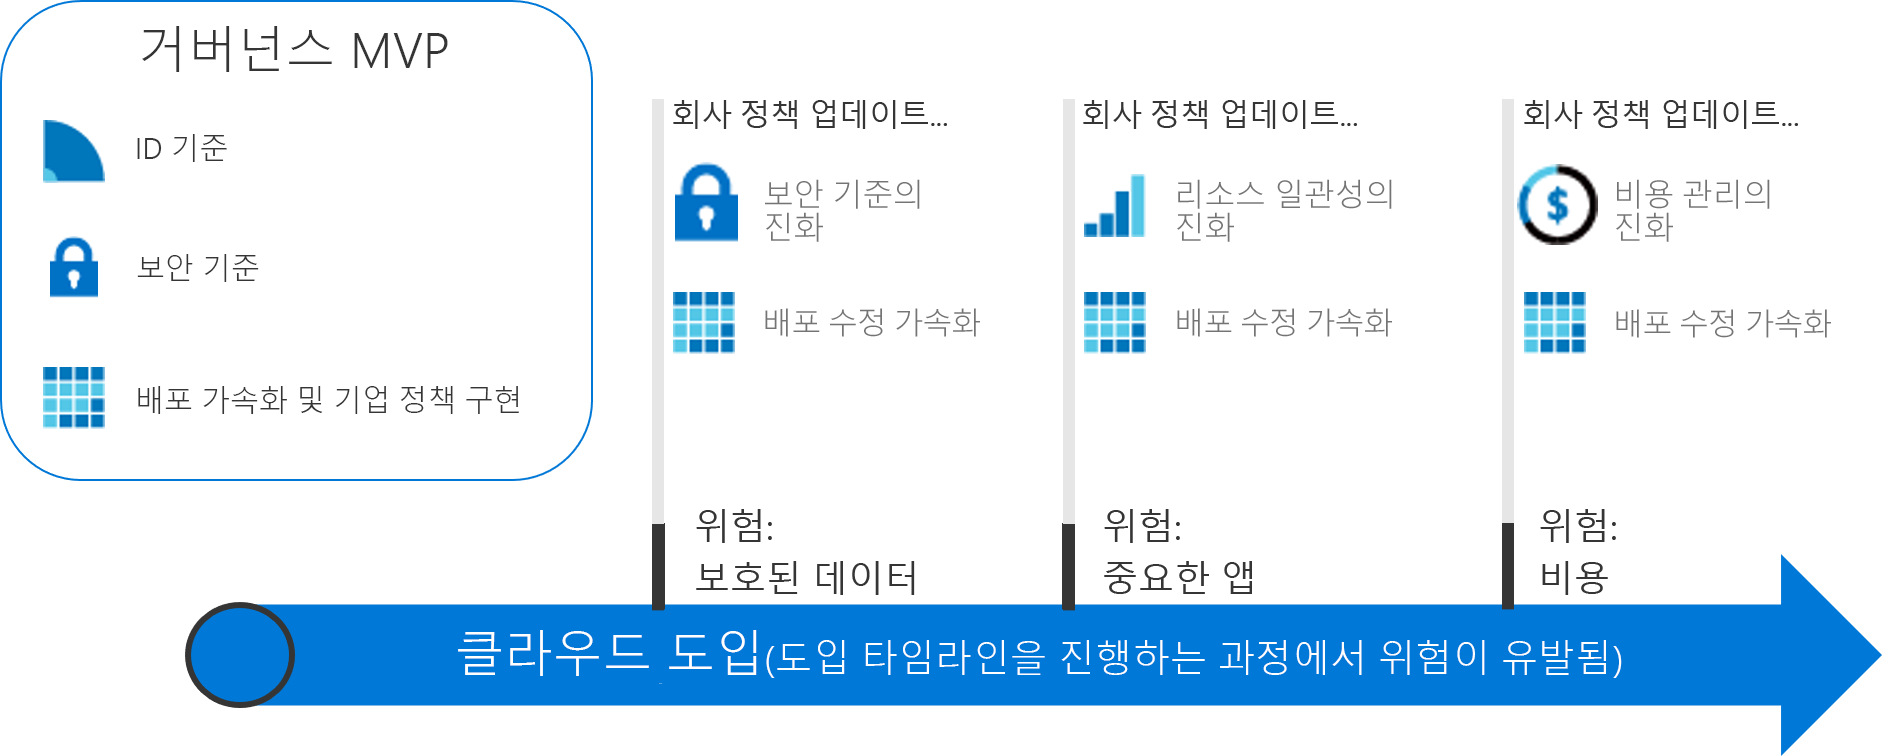 거버넌스 MVP
ID 기준
보안 기준
배포 가속화 및 기업 정책 구현
회사 정책 업데이트...
보안 기준의
진화
배포 수정 가속화
위험:
보호된 데이터
회사 정책 업데이트...
리소스 일관성의
진화
배포 수정 가속화
위험:
중요한 앱
회사 정책 업데이트...
$
비용 관리의
진화
배포 수정 가속화
위험:
비용
클라우드 도입(도입 타임라인을 진행하는 과정에서 위험이 유발됨)